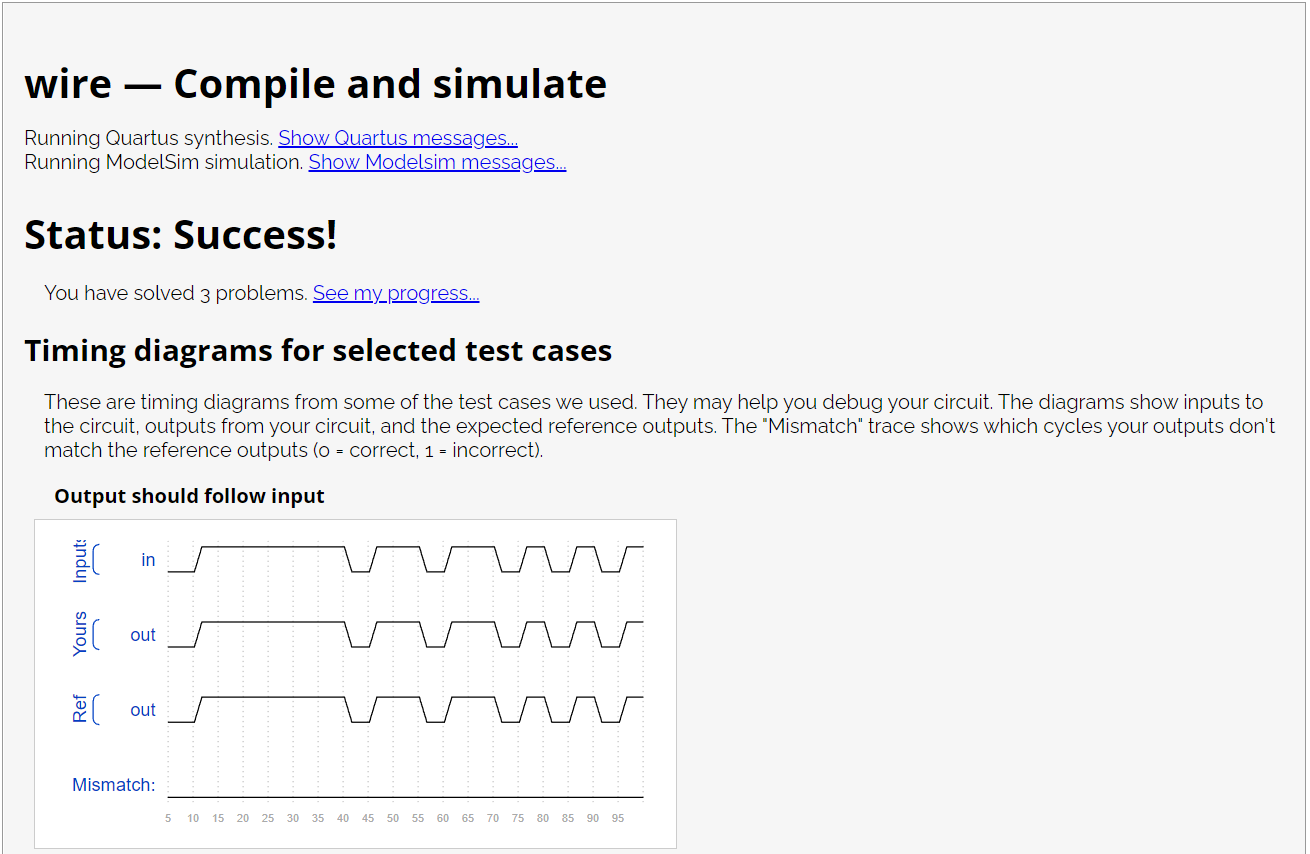 wire — Compile and simulate
Running Quartus synthesis. Show Quartus messages...
Running ModelSim simulation. Show Modelsim messages...
Status: Success!
You have solved 3 problems. See my progress...
Timing diagrams for selected test cases
These are timing diagrams from some of the test cases we used. They may help you debug your circuit. The diagrams show inputs to
the circuit, outputs from your circuit, and the expected reference outputs. The "Mismatch" trace shows which cycles your outputs don't
match the reference outputs (0 = correct, 1 = incorrect).
Output should follow input
Inputs
in
Yours
out
Ref
out
Mismatch:
5 10 15 20 25 30 35 40 45 50 55 60 65 70 75 80 85 90 95